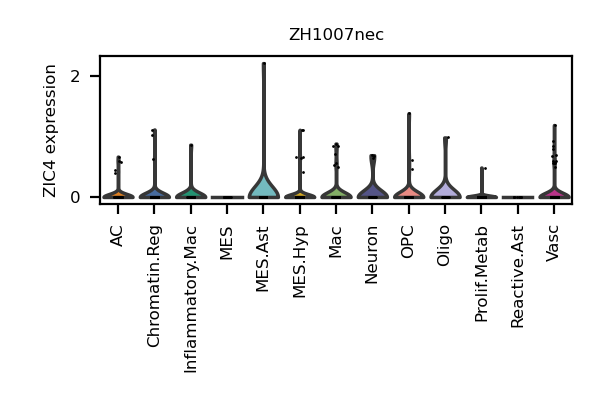 ZH1007nec
ZIC4 expression
2
0
AC
Chromatin.Reg
Inflammatory.Mac
MES
MES.Ast
MES.Hyp
Mac
Neuron
OPC
Oligo
Prolif.Metab
Reactive.Ast
Vasc